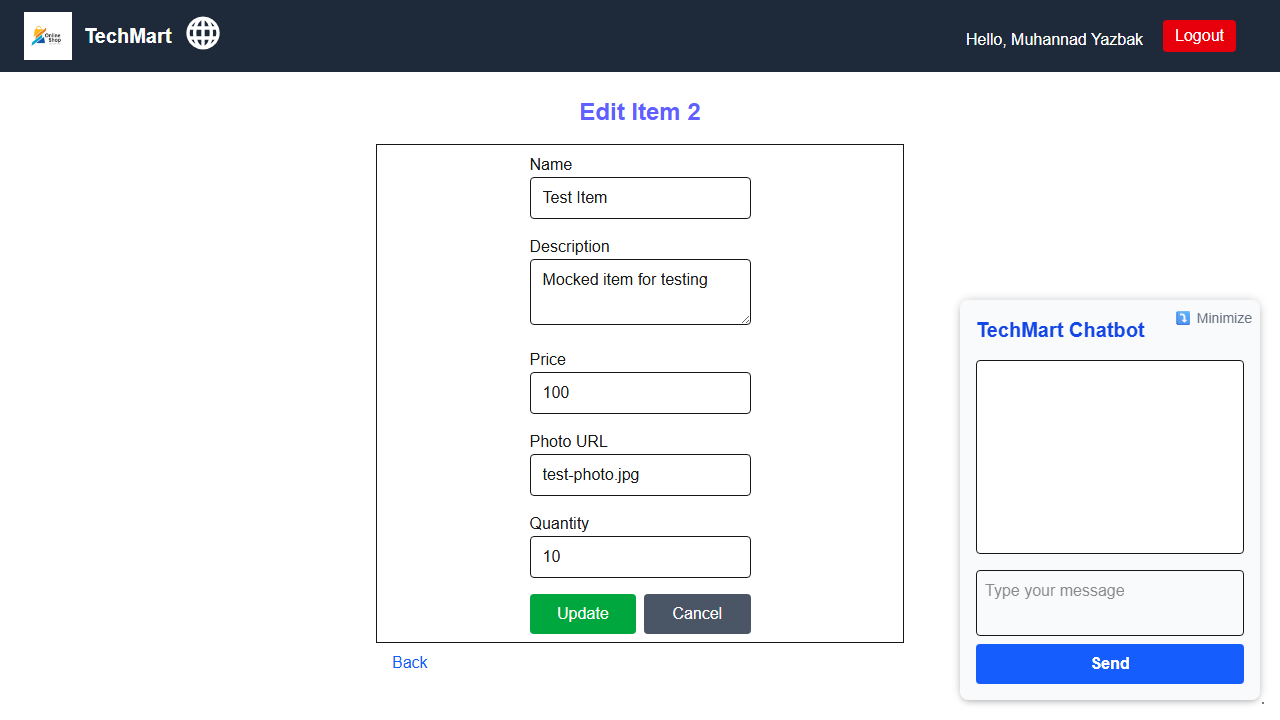 Online
Shop
TechMart
Hello, Muhannad Yazbak
Logout
Edit Item 2
Name
Test Item
Description
Mocked item for testing
Price
100
Photo URL
test-photo.jpg
Quantity
10
Update
Cancel
Back
Minimize
TechMart Chatbot
Type your message
Send
.